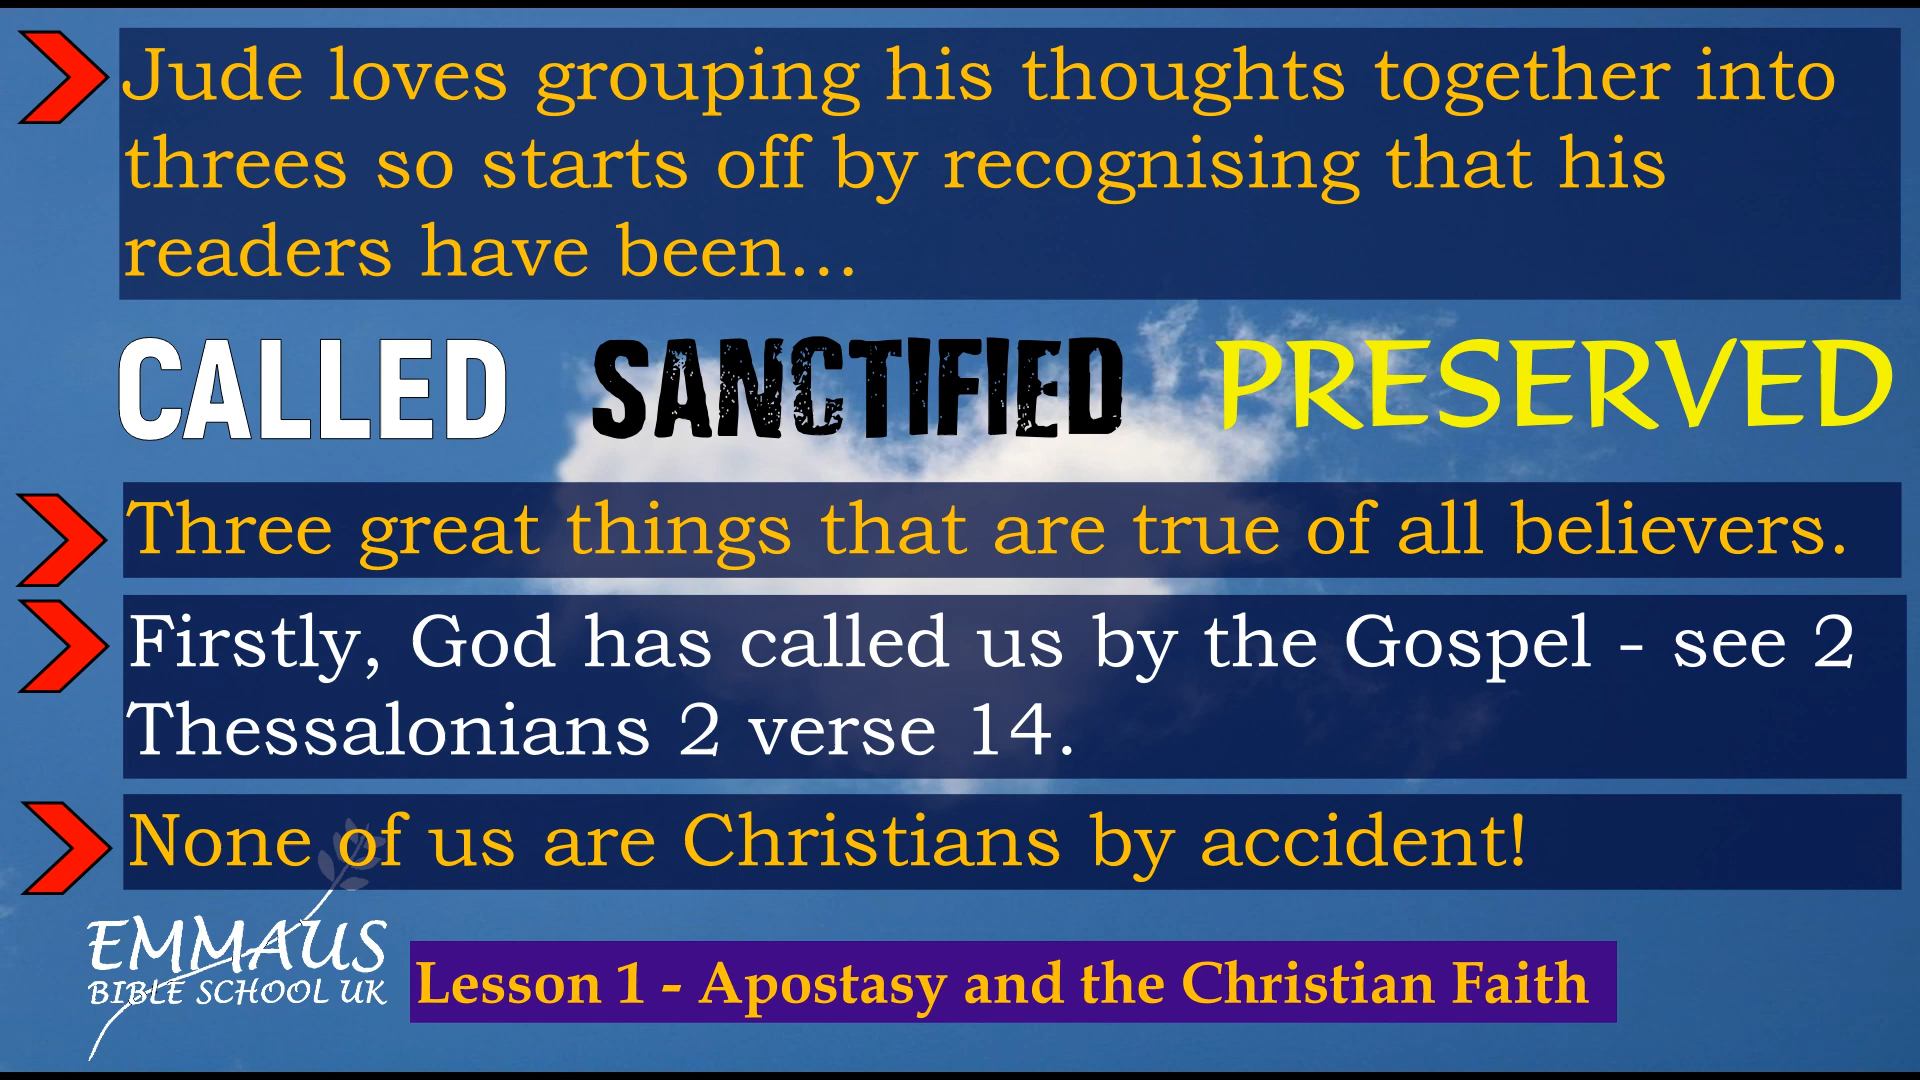 Jude loves grouping his thoughts together into
threes so starts off by recognising that his
readers have been...
CALLED SANCTIFIED PRESERVED
Three great things that are true of all believers.
Firstly, God has called us by the Gospel - see 2
Thessalonians 2 verse 14.
None of us are Christians by accident!
EMMAUS
BIBLE SCHOOL UK
Lesson 1 - Apostasy and the Christian Faith